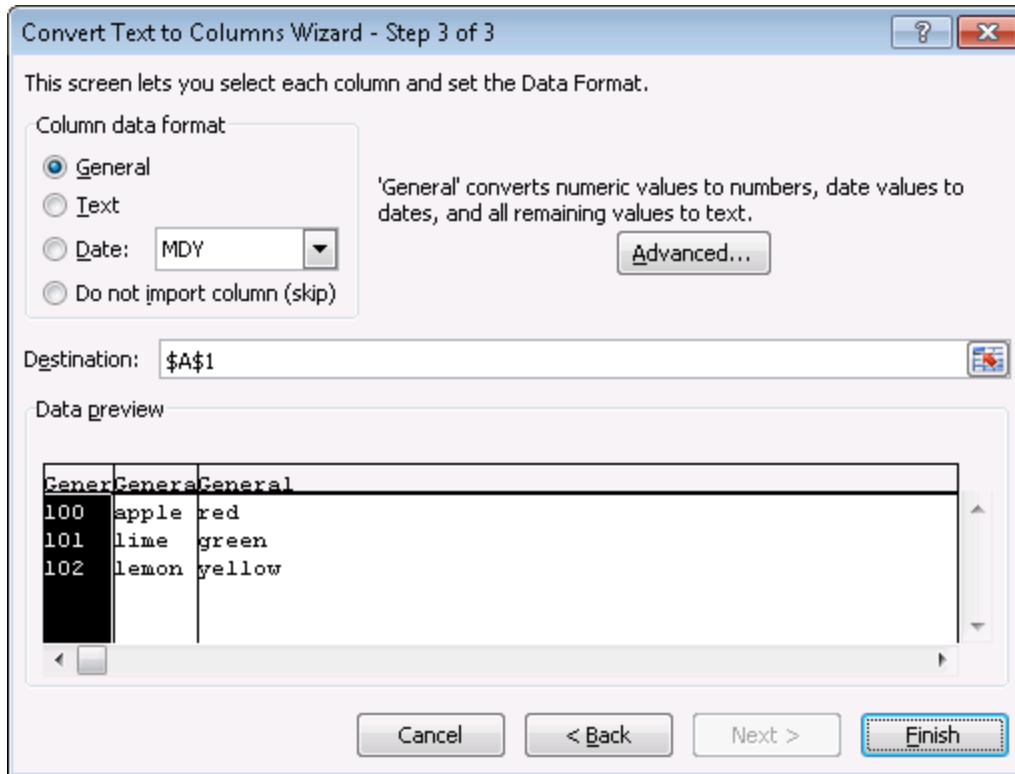 Convert Text to Columns Wizard - Step 3 of 3
This screen lets you select each column and set the Data Format.
Column data format
General
Text
Date: MDY
Do not import column (skip)
'General' converts numeric values to numbers, date values to
dates, and all remaining values to text.
Advanced...
Destination: $A$1
Data preview
Gener Genera General
100 apple red
101 lime green
102 lemon yellow
Cancel < Back Next > Finish